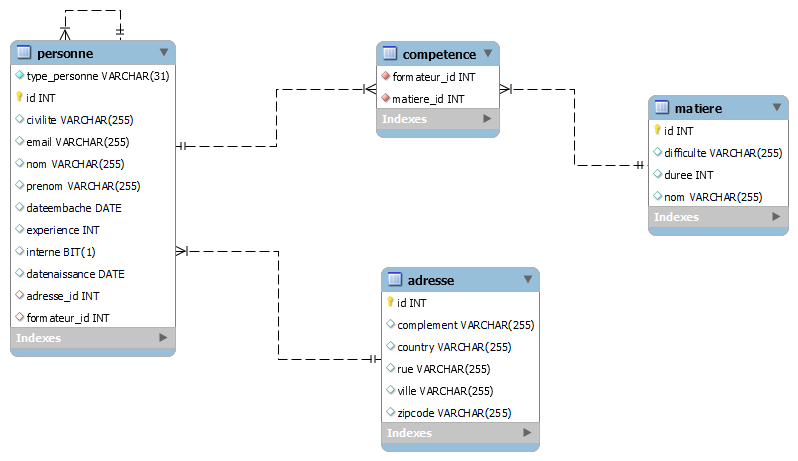 personne
type_personne VARCHAR(31)
id INT
civilite VARCHAR(255)
email VARCHAR(255)
nom VARCHAR(255)
prenom VARCHAR(255)
dateembache DATE
experience INT
interne BIT(1)
datenaissance DATE
adresse_id INT
formateur_id INT
Indexes
competence
formateur_id INT
matiere_id INT
Indexes
matiere
id INT
difficulte VARCHAR(255)
duree INT
nom VARCHAR(255)
Indexes
adresse
id INT
complement VARCHAR(255)
country VARCHAR(255)
rue VARCHAR(255)
ville VARCHAR(255)
zipcode VARCHAR(255)
Indexes